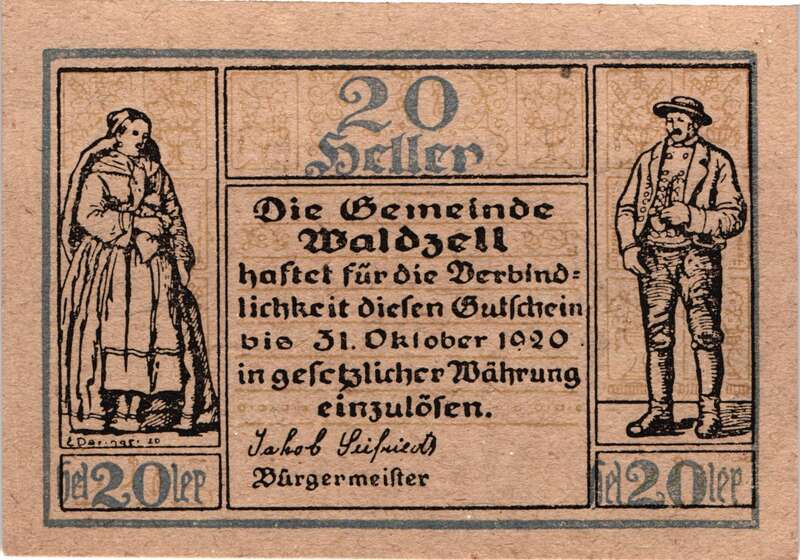 20
Heller
Die Gemeinde
Waldzell
haftet für die Verbind=
lichkeit diesen Gutschein
bis 31. Oktober 1920
in gesetzlicher Währung
einzulösen.
Jakob Seifrieds
Bürgermeister
Hel 20 ler
Hel 20 ler